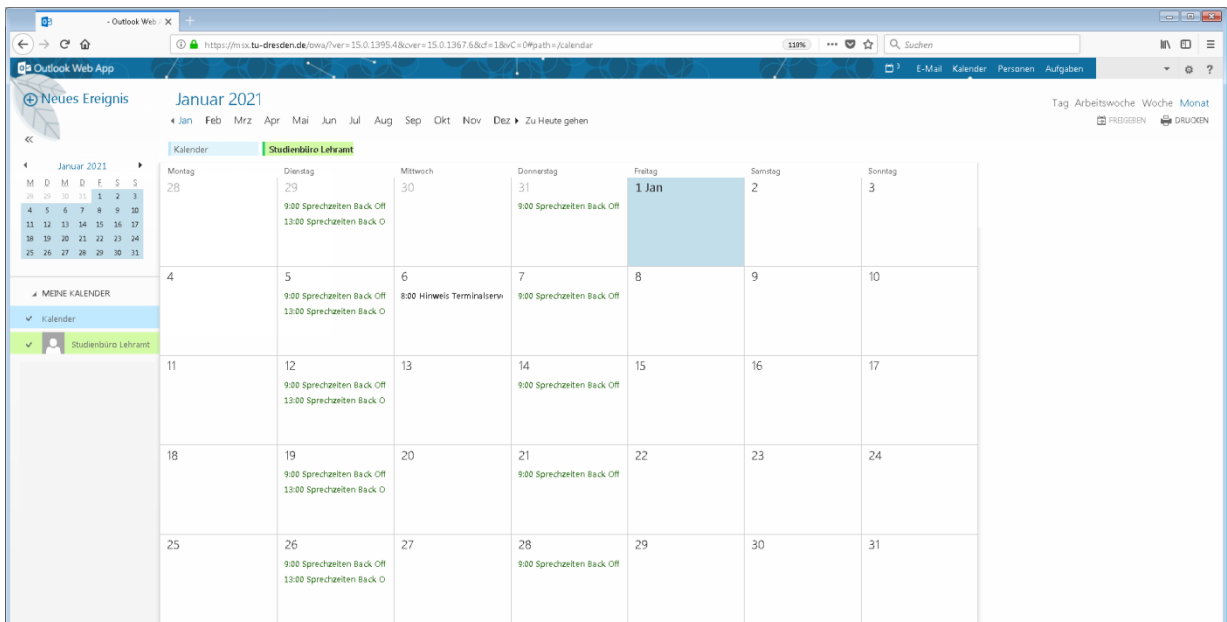 - Outlook Web
https://msx.tu-dresden.de/owa/?ver=15.0.1395.4&cver=15.0.1367.6&cf=1&vC=0#path=/calendar
110%
Suchen
Outlook Web App
3 E-Mail Kalender Personen Aufgaben ?
Neues Ereignis
Januar 2021
Tag Arbeitswoche Woche Monat
Jan Feb Mrz Apr Mai Jun Jul Aug Sep Okt Nov Dez Zu Heute gehen
FREIGEBEN DRUCKEN
Kalender Studienbüro Lehramt
Januar 2021
M D M D F S S
28 29 30 31 1 2 3
4 5 6 7 8 9 10
11 12 13 14 15 16 17
18 19 20 21 22 23 24
25 26 27 28 29 30 31
MEINE KALENDER
Kalender
Studienbüro Lehramt
Montag Dienstag Mittwoch Donnerstag Freitag Samstag Sonntag
28 29 30 31 1 Jan 2 3
9:00 Sprechzeiten Back Off 9:00 Sprechzeiten Back Off
13:00 Sprechzeiten Back O
4 5 6 7 8 9 10
9:00 Sprechzeiten Back Off 8:00 Hinweis Terminalserv 9:00 Sprechzeiten Back Off
13:00 Sprechzeiten Back O
11 12 13 14 15 16 17
9:00 Sprechzeiten Back Off 9:00 Sprechzeiten Back Off
13:00 Sprechzeiten Back O
18 19 20 21 22 23 24
9:00 Sprechzeiten Back Off 9:00 Sprechzeiten Back Off
13:00 Sprechzeiten Back O
25 26 27 28 29 30 31
9:00 Sprechzeiten Back Off 9:00 Sprechzeiten Back Off
13:00 Sprechzeiten Back O